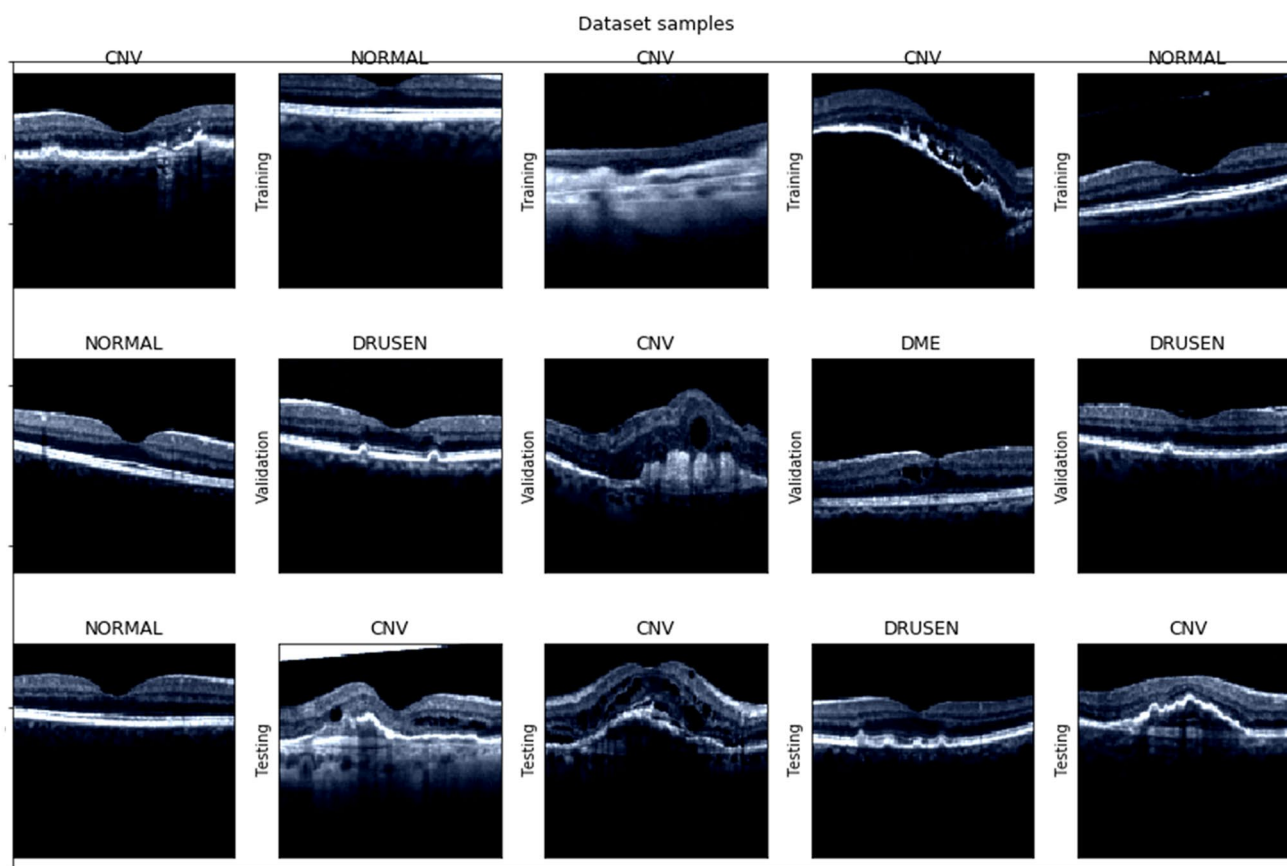 Dataset samples
CNV NORMAL CNV CNV NORMAL
Training Training Training Training
NORMAL DRUSEN CNV DME DRUSEN
Validation Validation Validation Validation
NORMAL CNV CNV DRUSEN CNV
Testing Testing Testing Testing